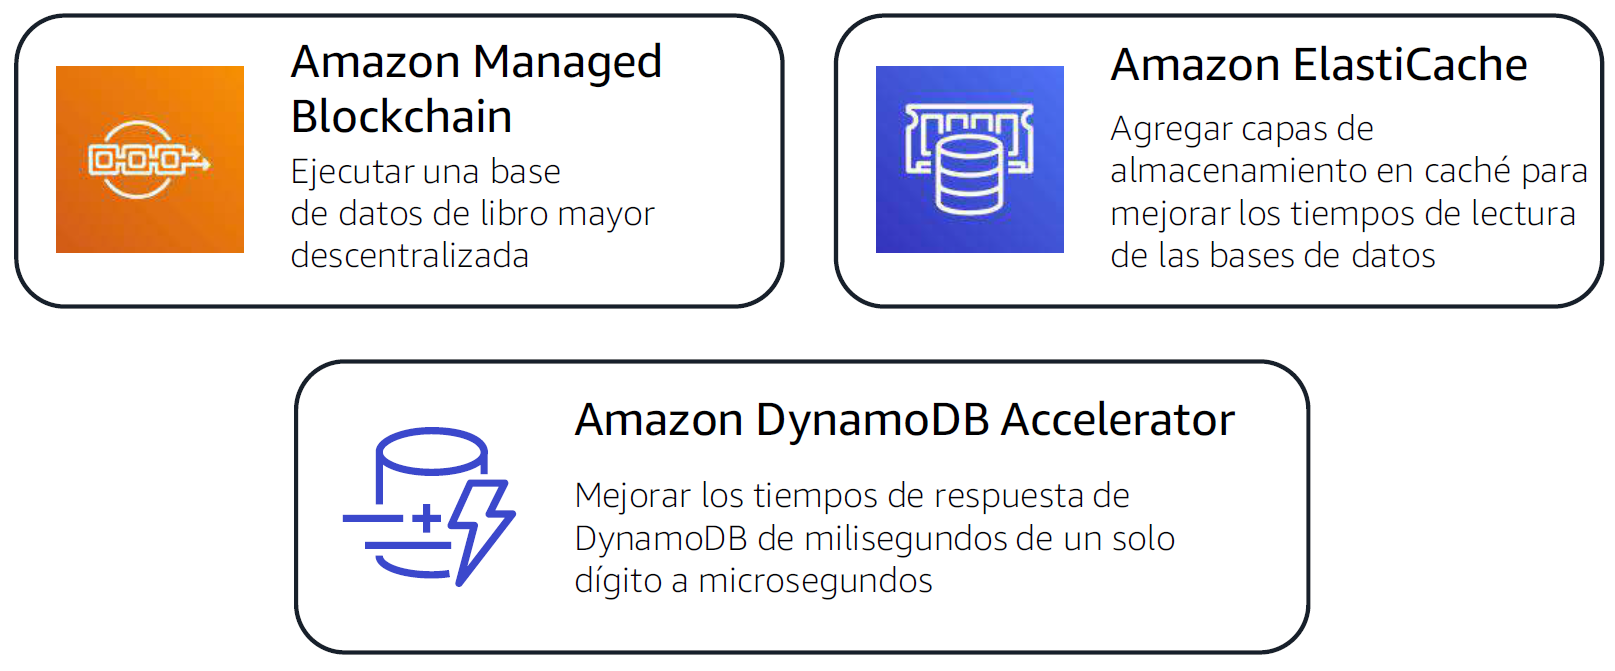 Amazon Managed
Blockchain
Ejecutar una base
de datos de libro mayor
descentralizada
Amazon ElastiCache
Agregar capas de
almacenamiento en caché para
mejorar los tiempos de lectura
de las bases de datos
Amazon DynamoDB Accelerator
Mejorar los tiempos de respuesta de
DynamoDB de milisegundos de un solo
dígito a microsegundos